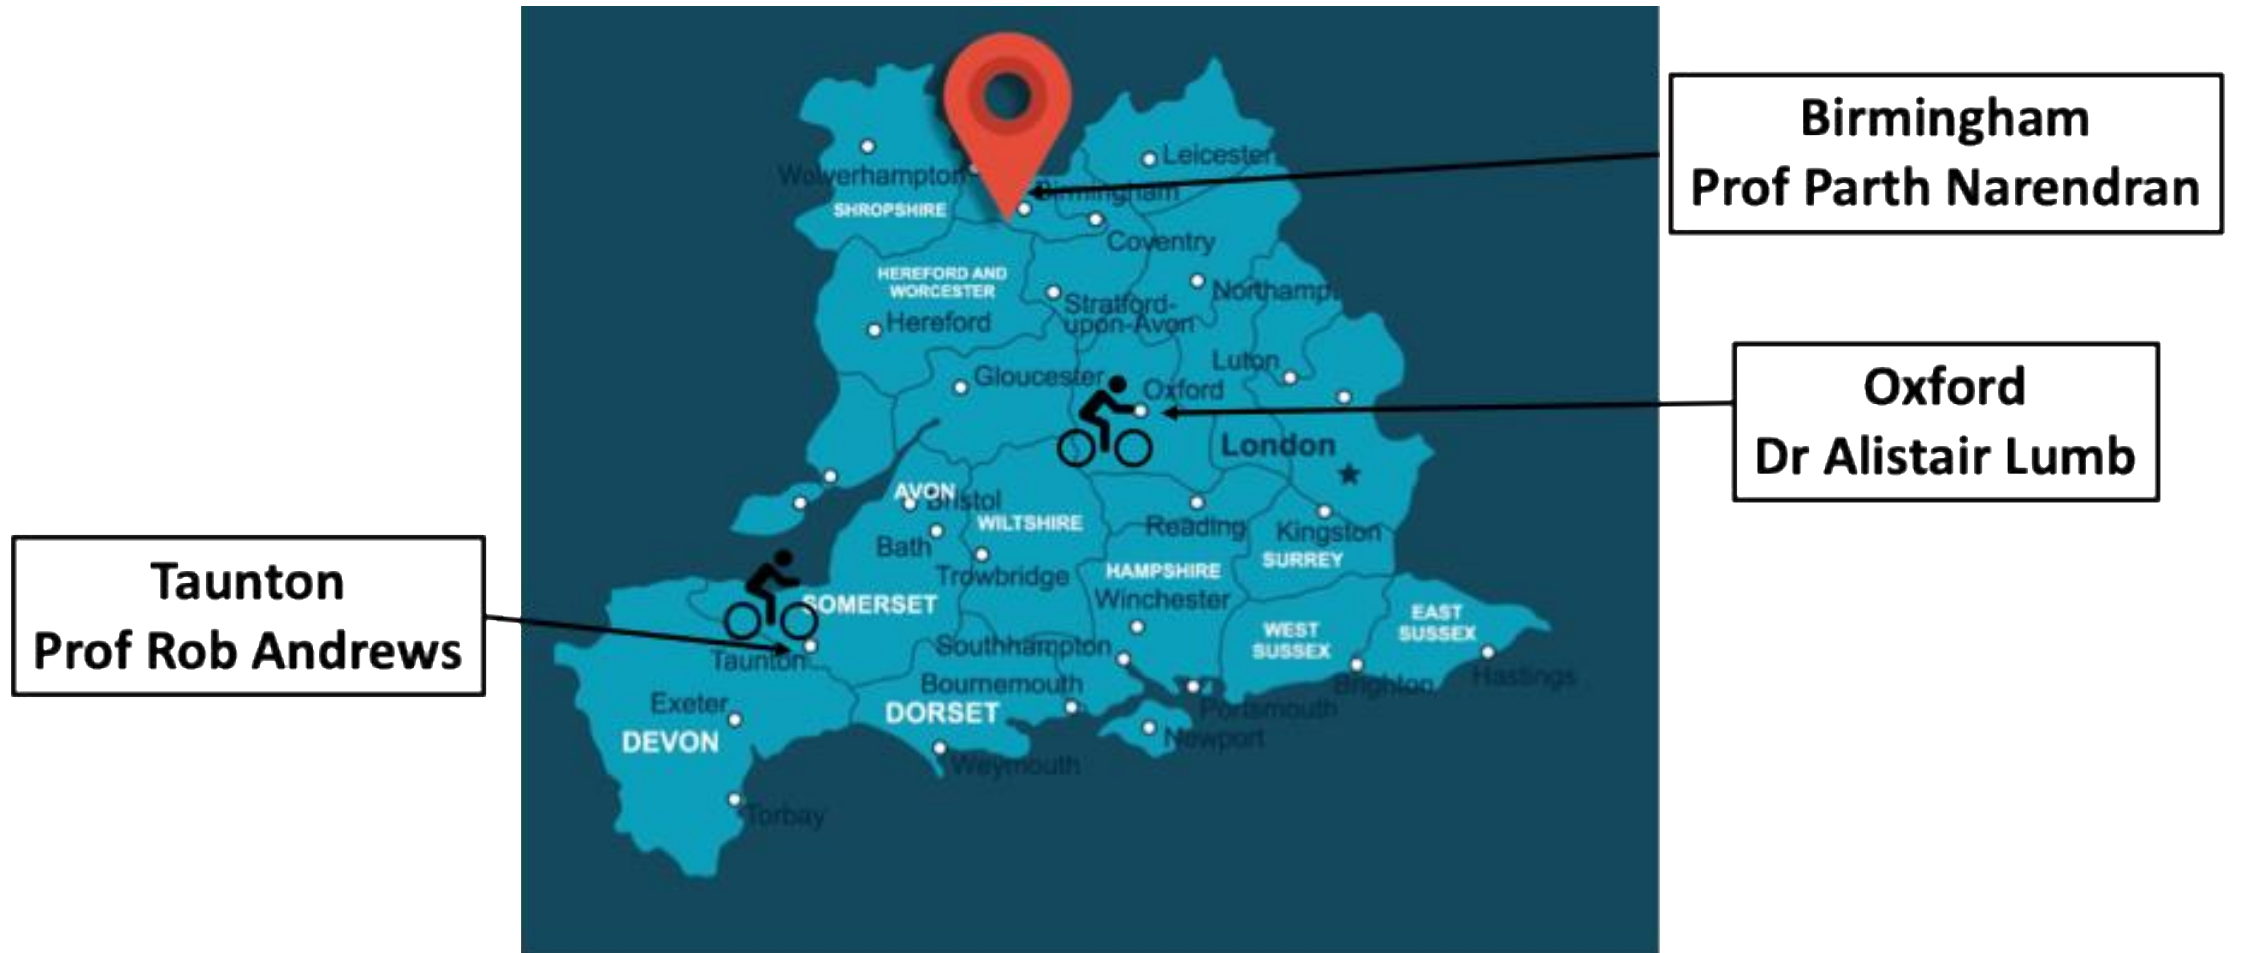 Birmingham
Prof Parth Narendran
Oxford
Dr Alistair Lumb
Taunton
Prof Rob Andrews
Wolverhampton
Leicester
Birmingham
SHROPSHIRE
Coventry
HEREFORD AND
WORCESTER
Northamp.
Stratford-
upon-Avon
Hereford
Luton
Gloucester
Oxford
London
AVON
Bristol
WILTSHIRE
Reading
Kingston
Bath
Trowbridge
HAMPSHIRE
SURREY
Winchester
SOMERSET
EAST
SUSSEX
WEST
SUSSEX
Southhampton
Taunton
Hastings
Bournemouth
Brighton
Exeter
DORSET
Portsmouth
DEVON
Newport
Weymouth
Torbay